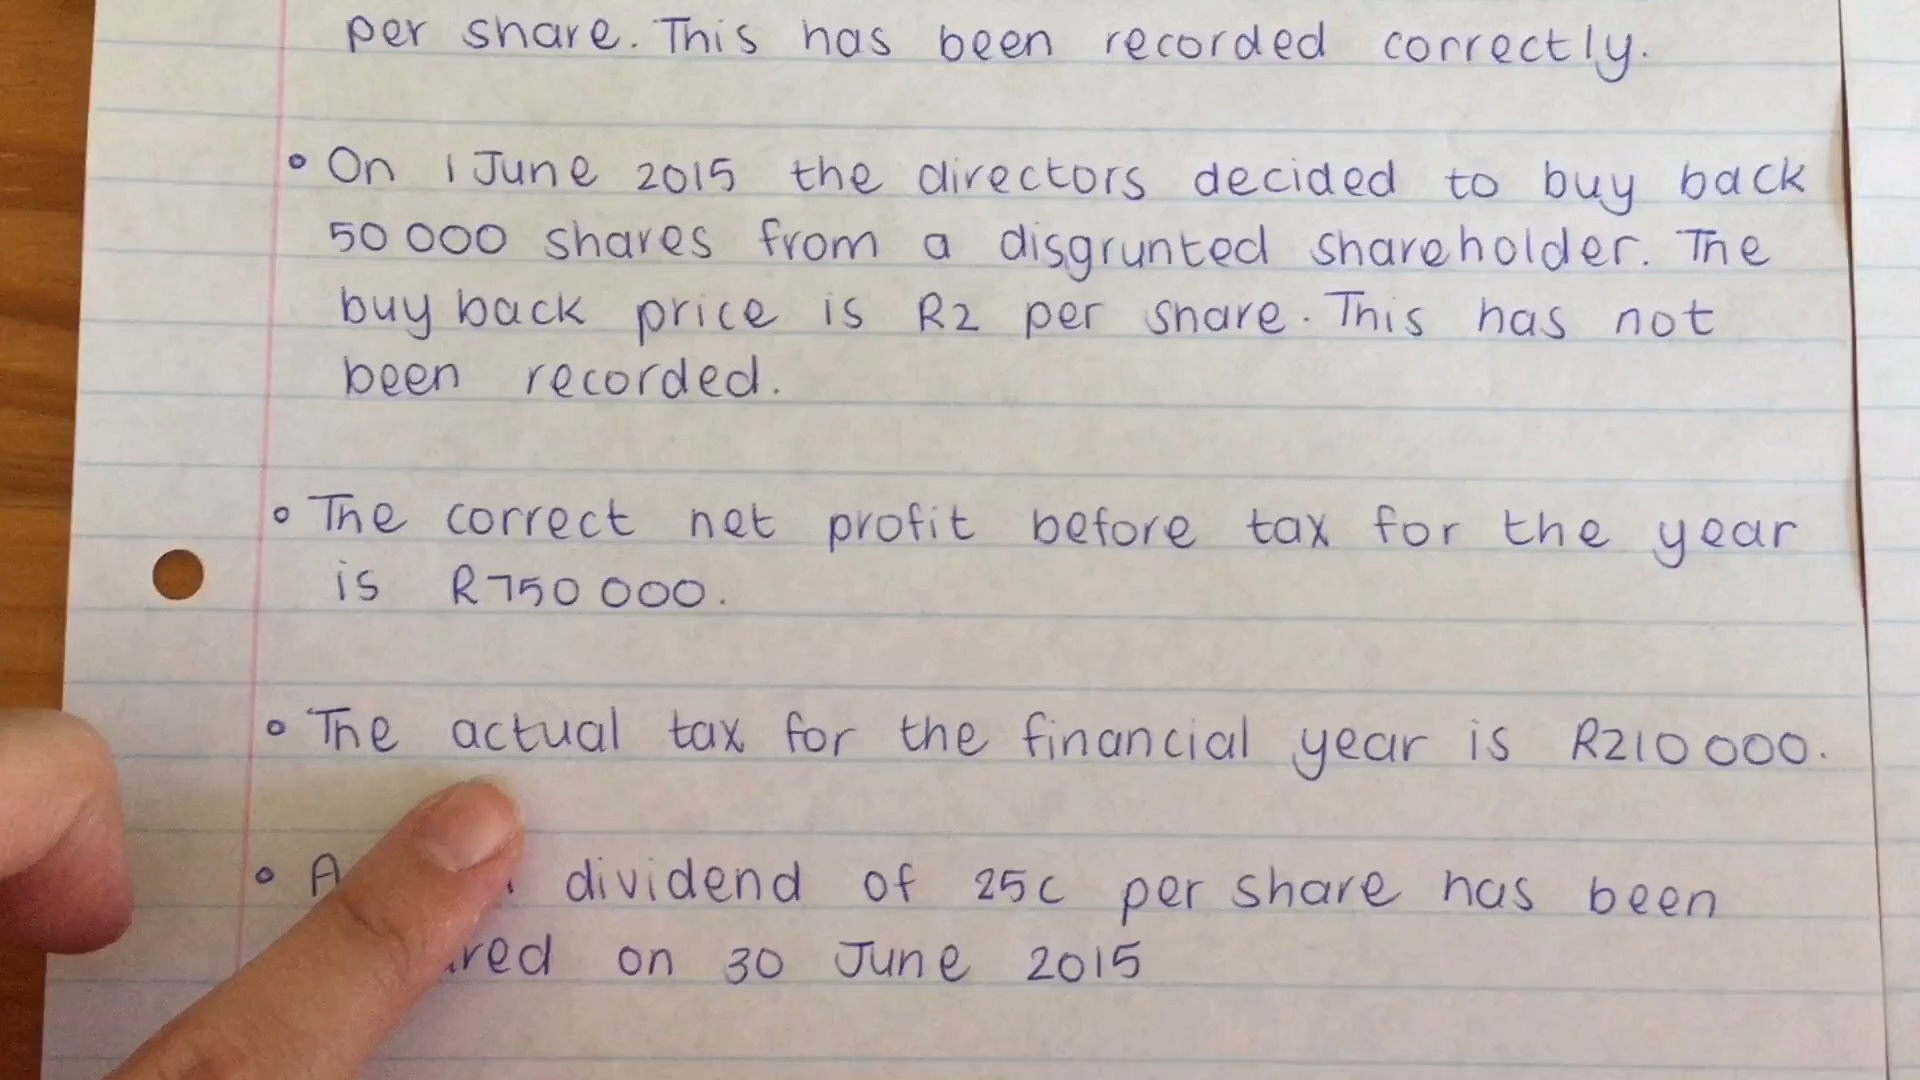 per share. This has been recorded correctly.
• On 1 June 2015 the directors decided to buy back
50 000 shares from a disgrunted shareholder. The
buy back price is R2 per share. This has not
been recorded.
• The correct net profit before tax for the year
is R750 000.
• The actual tax for the financial year is R210 000.
• A dividend of 25c per share has been
on 30 June 2015